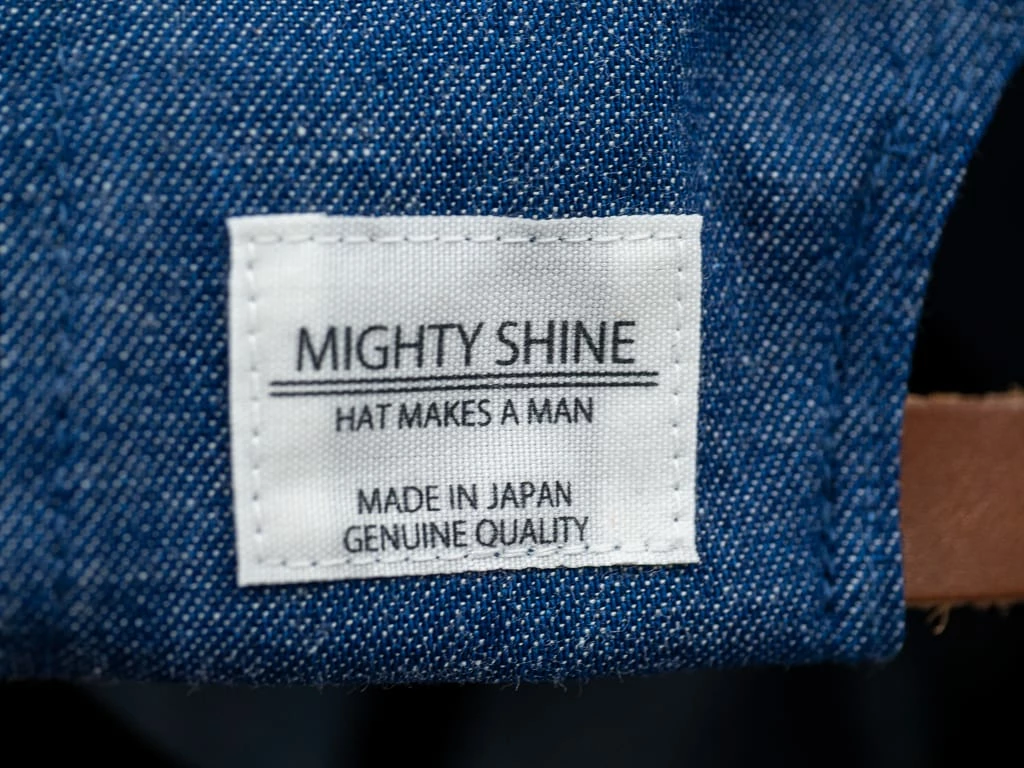 MIGHTY SHINE
HAT MAKES A MAN
MADE IN JAPAN
GENUINE QUALITY